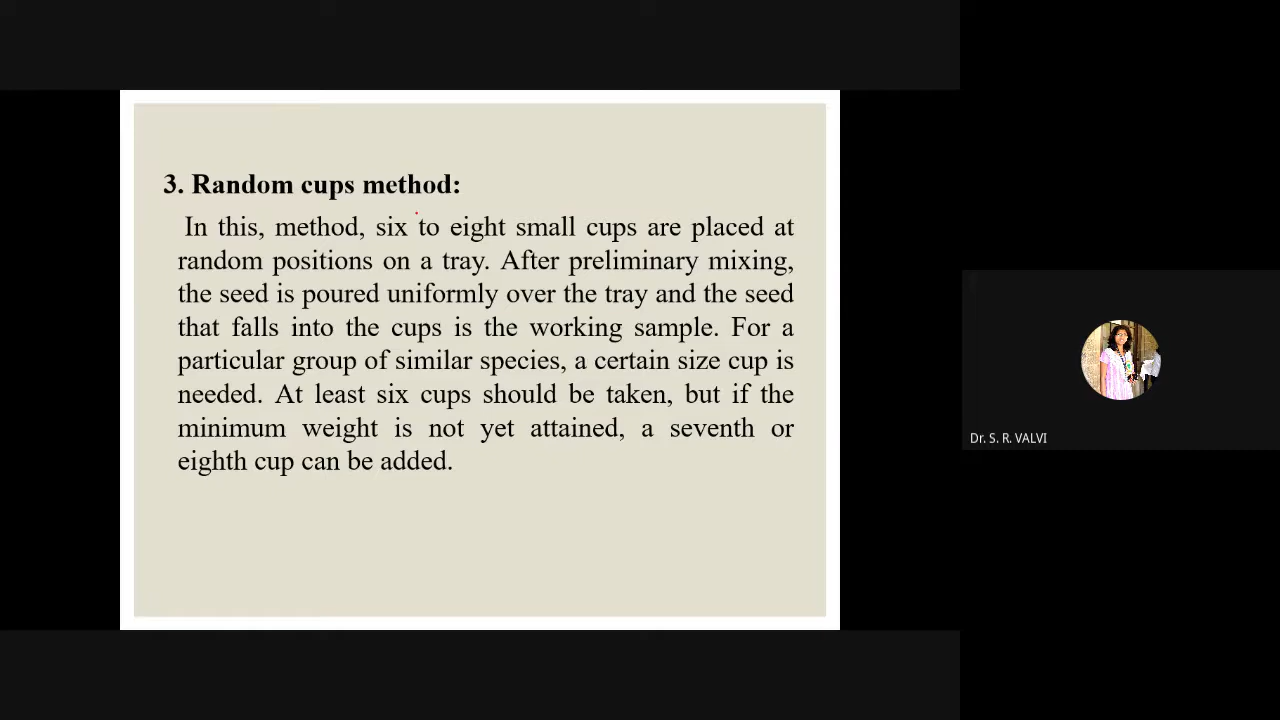 3. Random cups method:
In this, method, six to eight small cups are placed at
random positions on a tray. After preliminary mixing,
the seed is poured uniformly over the tray and the seed
that falls into the cups is the working sample. For a
particular group of similar species, a certain size cup is
needed. At least six cups should be taken, but if the
minimum weight is not yet attained, a seventh or
eighth cup can be added.
Dr. S. R. VALVI